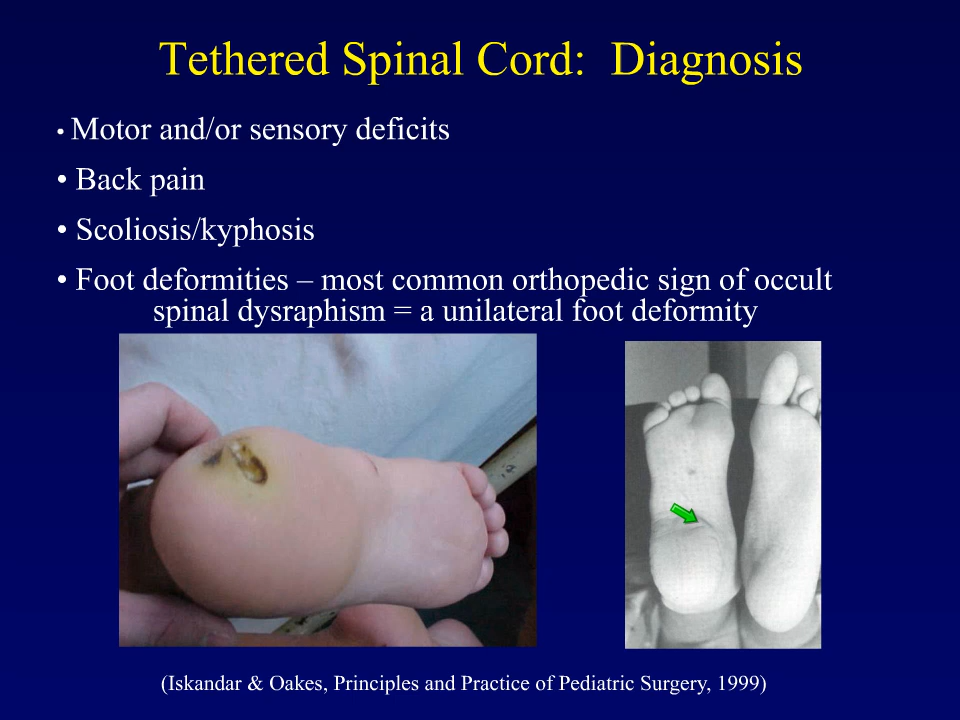 Tethered Spinal Cord: Diagnosis
• Motor and/or sensory deficits
• Back pain
• Scoliosis/kyphosis
• Foot deformities – most common orthopedic sign of occult
spinal dysraphism = a unilateral foot deformity
(Iskandar & Oakes, Principles and Practice of Pediatric Surgery, 1999)